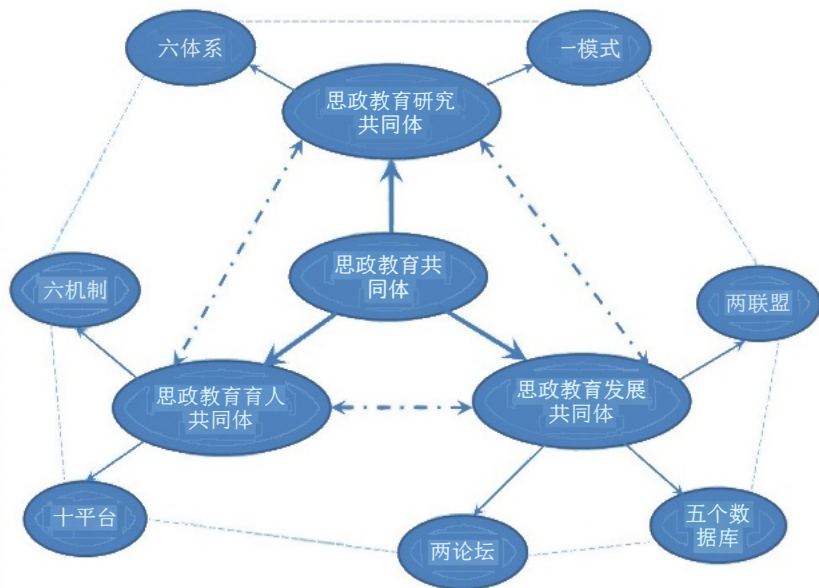 六体系
一模式
思政教育研究
共同体
思政教育共
同体
六机制
两联盟
思政教育育人
共同体
思政教育发展
共同体
十平台
两论坛
五个数
据库